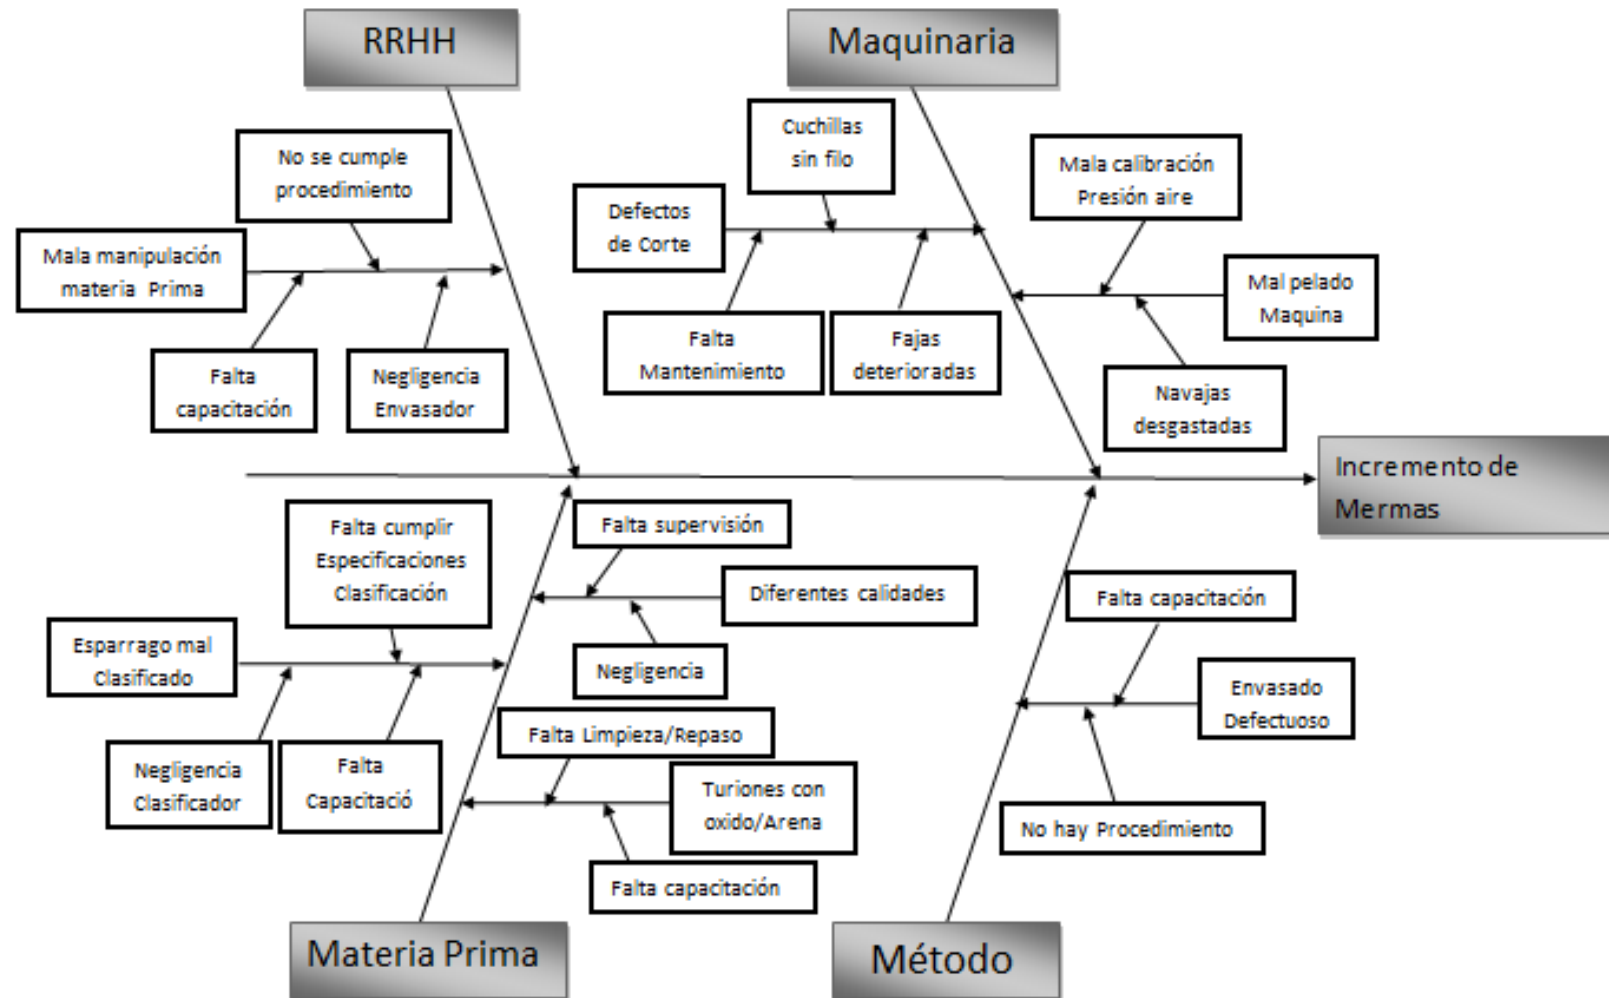 RRHH
Maquinaria
No se cumple
procedimiento
Mala manipulación
materia Prima
Falta
capacitación
Negligencia
Envasador
Cuchillas
sin filo
Defectos
de Corte
Falta
Mantenimiento
Fajas
deterioradas
Mala calibración
Presión aire
Mal pelado
Maquina
Navajas
desgastadas
Incremento de
Mermas
Falta cumplir
Especificaciones
Clasificación
Esparrago mal
Clasificado
Negligencia
Clasificador
Falta
Capacitació
Falta supervisión
Diferentes calidades
Negligencia
Falta Limpieza/Repaso
Turiones con
oxido/Arena
Falta capacitación
Falta capacitación
Envasado
Defectuoso
No hay Procedimiento
Materia Prima
Método